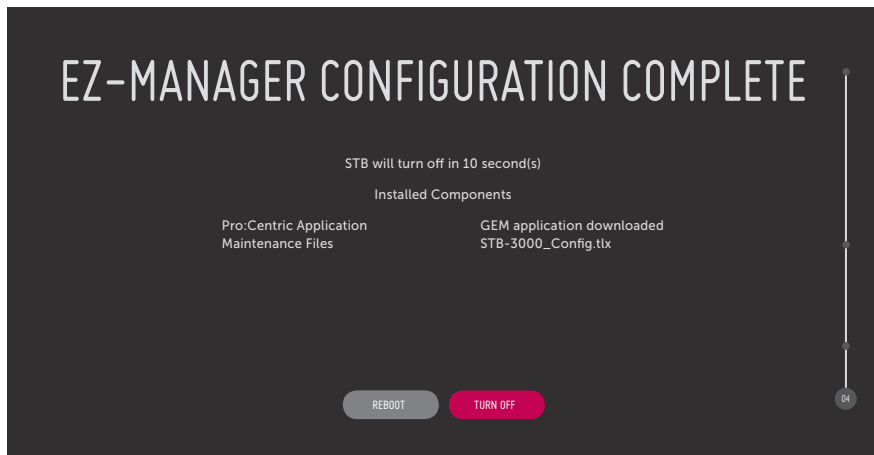 EZ-MANAGER CONFIGURATION COMPLETE
STB will turn off in 10 second(s)
Installed Components
Pro:Centric Application GEM application downloaded
Maintenance Files STB-3000_Config.tlx
REBOOT TURN OFF
04